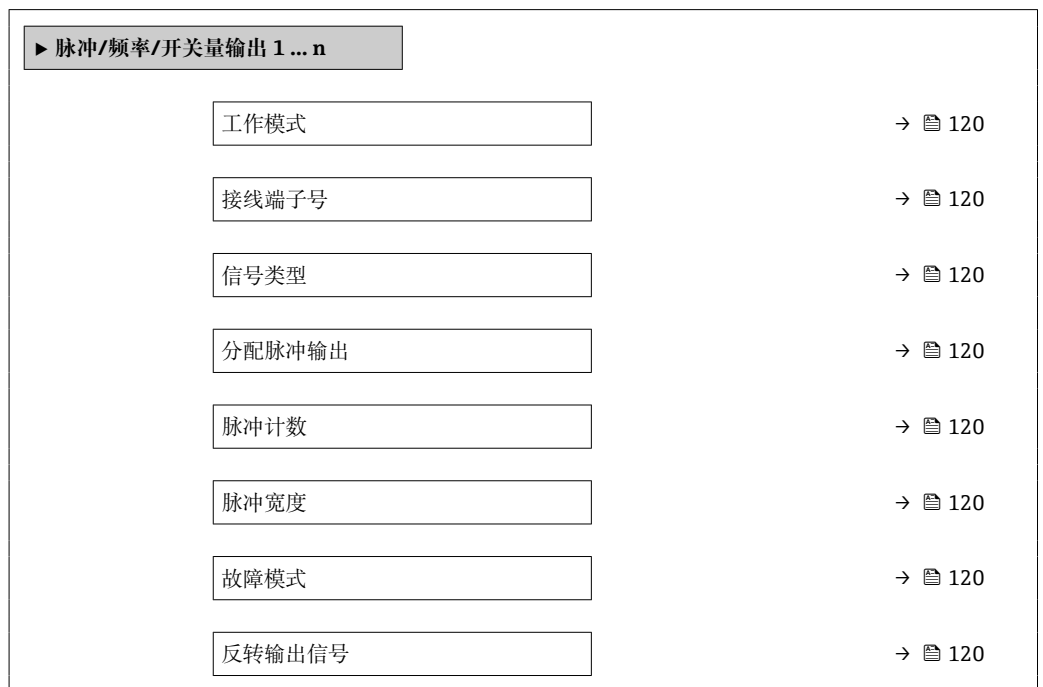 ▶ 脉冲/频率/开关量输出 1 … n
工作模式 → 120
接线端子号 → 120
信号类型 → 120
分配脉冲输出 → 120
脉冲计数 → 120
脉冲宽度 → 120
故障模式 → 120
反转输出信号 → 120